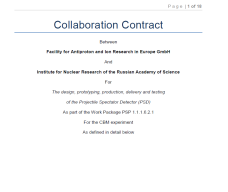 Page | 1 of 18
Collaboration Contract
Between
Facility for Antiproton and Ion Research in Europe GmbH
And
Institute for Nuclear Research of the Russian Academy of Science
For
The design, prototyping, production, delivery and testing
of the Projectile Spectator Detector (PSD)
As part of the Work Package PSP 1.1.1.6.2.1
For the CBM experiment
As defined in detail below